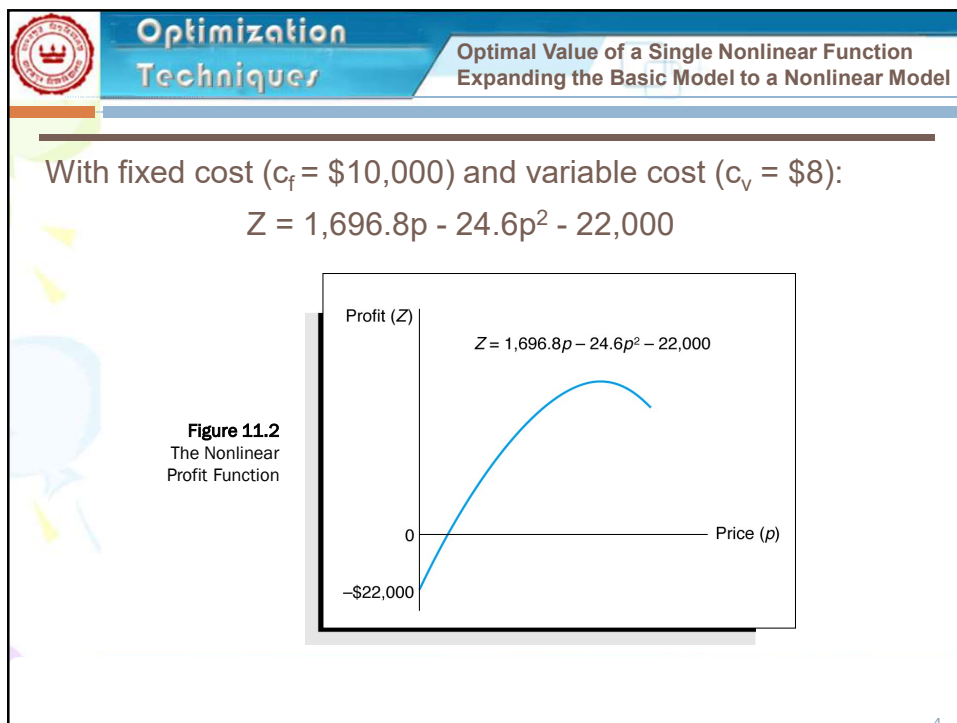 Optimization
Techniques
Optimal Value of a Single Nonlinear Function
Expanding the Basic Model to a Nonlinear Model
With fixed cost (c_f = $10,000) and variable cost (c_v = $8):
Z = 1,696.8p - 24.6p² - 22,000
Profit (Z)
Z = 1,696.8p – 24.6p² – 22,000
Figure 11.2
The Nonlinear
Profit Function
0
Price (p)
–$22,000
4